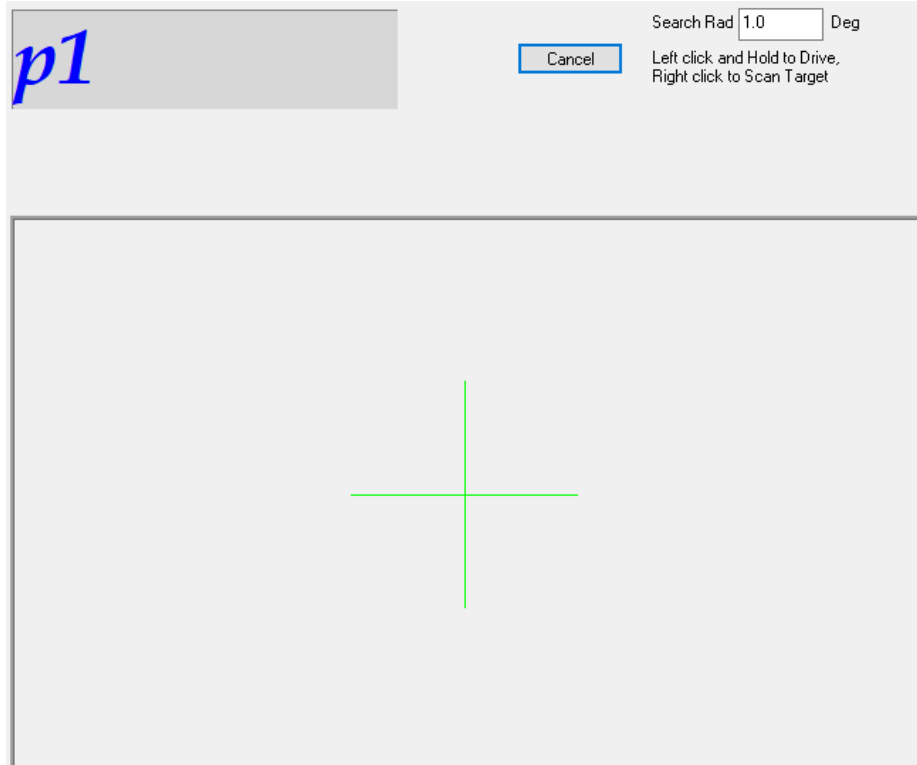 p1
Search Rad 1.0 Deg
Cancel
Left click and Hold to Drive,
Right click to Scan Target